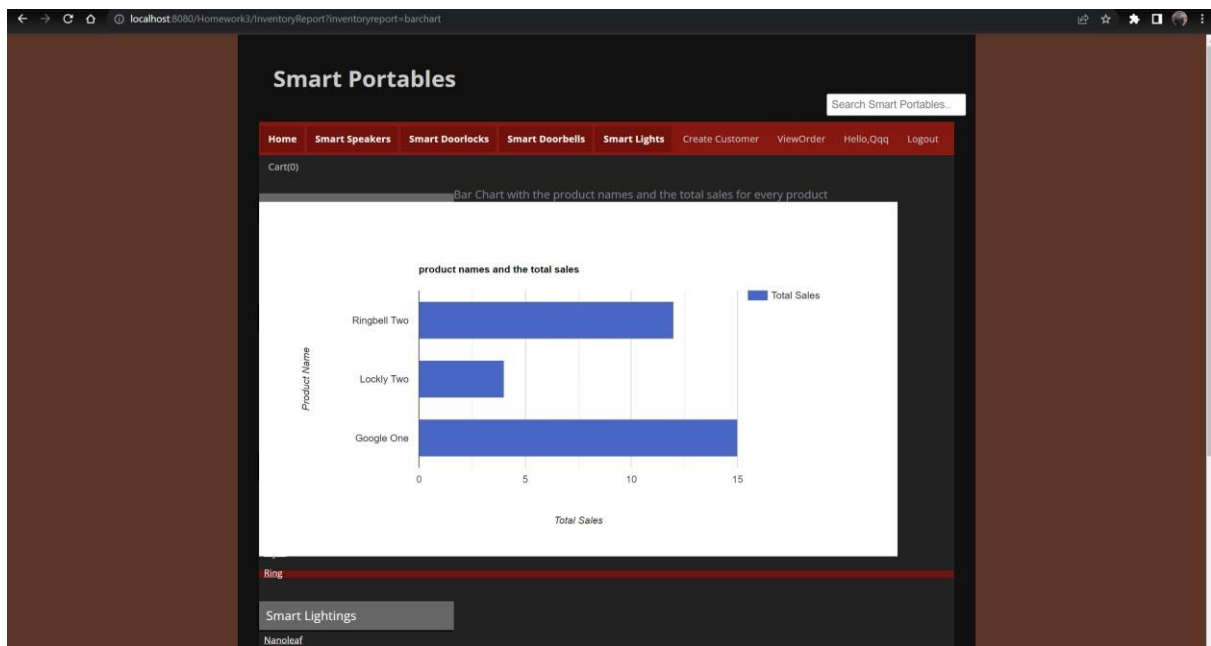 localhost:8080/Homework3/InventoryReport?inventoryreport=barchart
Smart Portables
Search Smart Portables..
Home Smart Speakers Smart Doorlocks Smart Doorbells Smart Lights Create Customer ViewOrder Hello,Qqq Logout
Cart(0)
Bar Chart with the product names and the total sales for every product
product names and the total sales
Total Sales
Ringbell Two
Lockly Two
Google One
Product Name
0 5 10 15
Total Sales
Ring
Smart Lightings
Nanoleaf